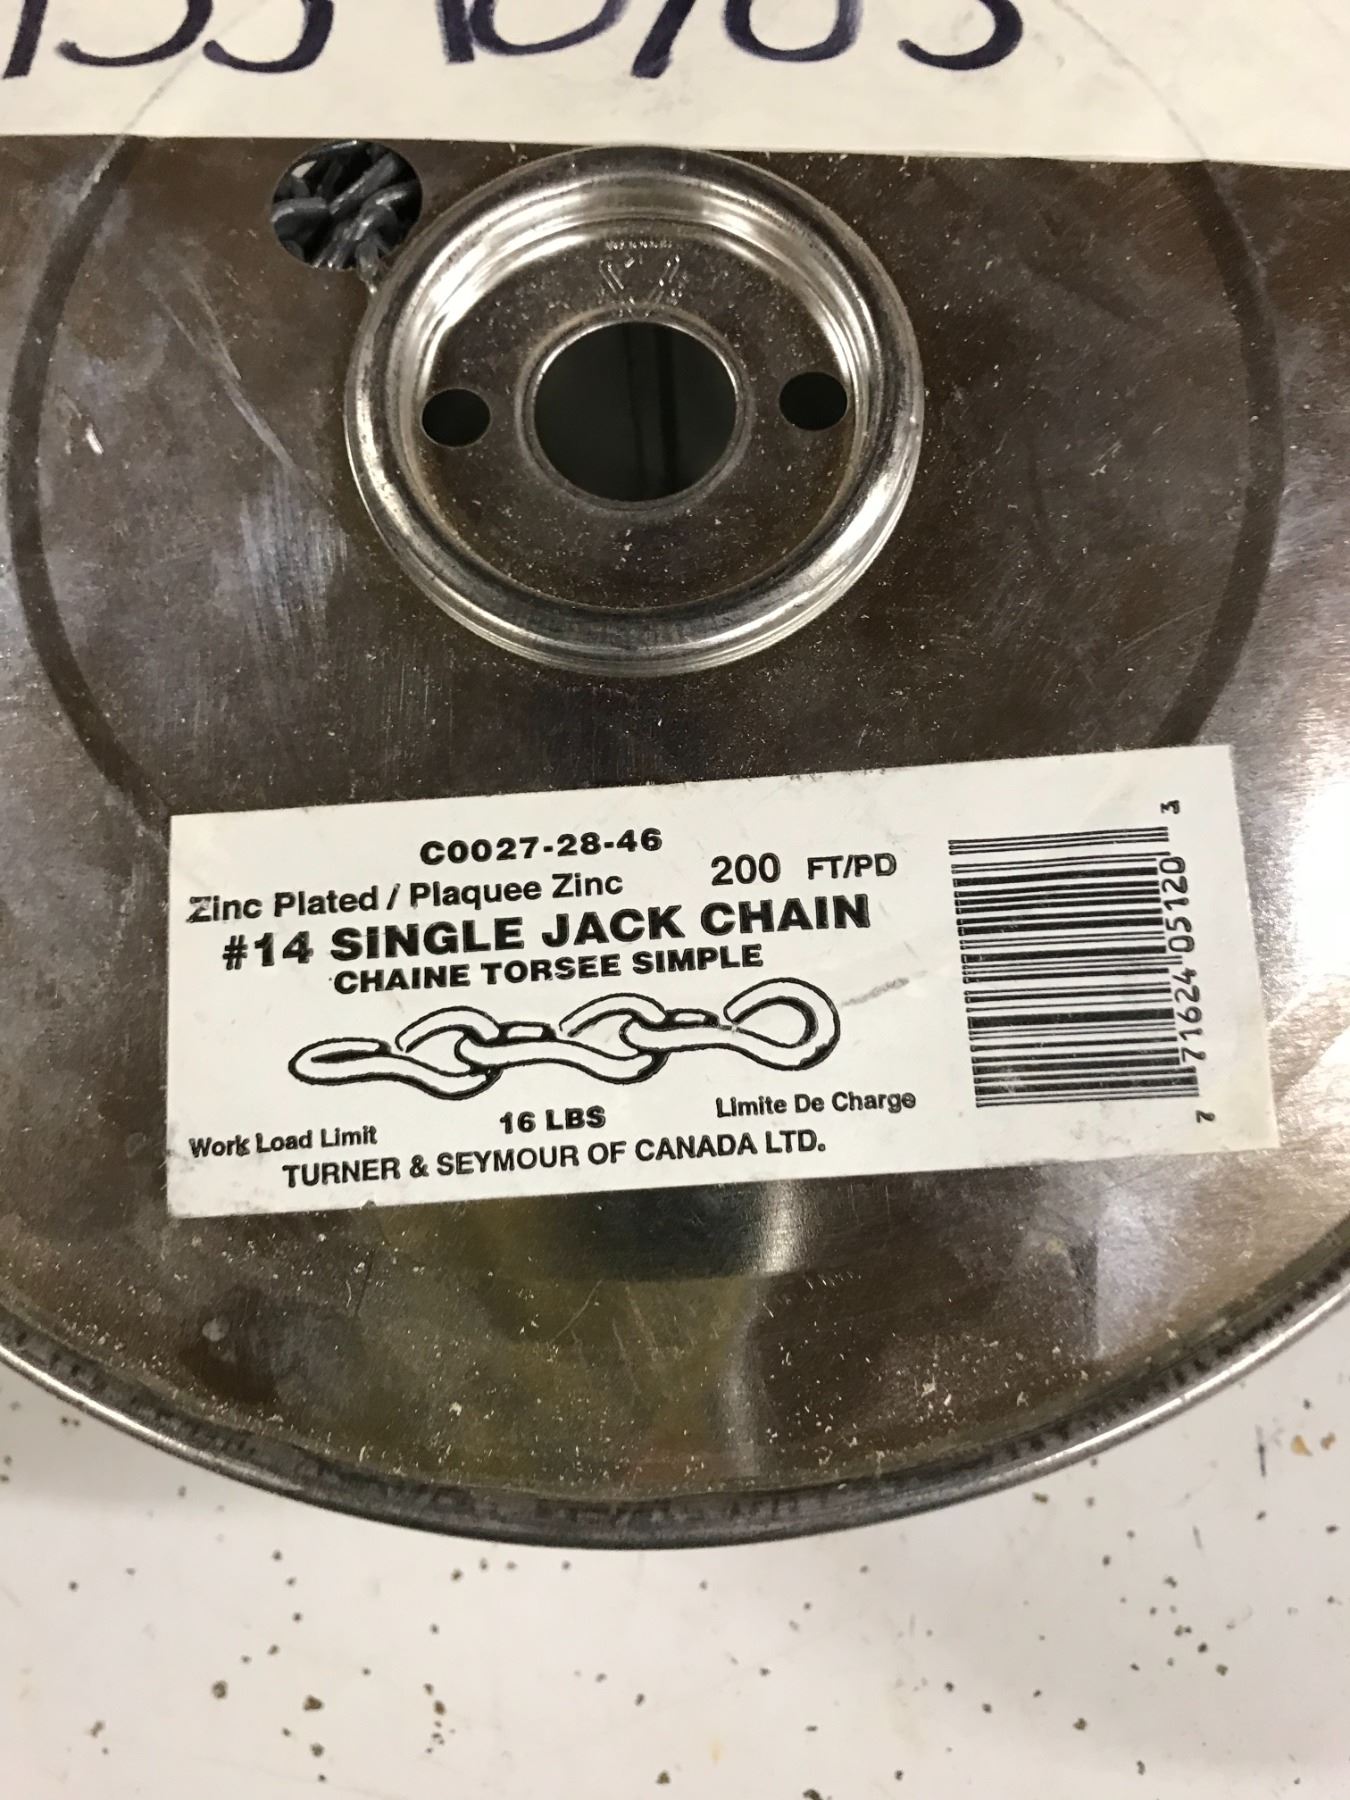 C0027-28-46
Zinc Plated / Plaquee Zinc 200 FT/PD
#14 SINGLE JACK CHAIN
CHAINE TORSEE SIMPLE
Work Load Limit 16 LBS Limite De Charge
TURNER & SEYMOUR OF CANADA LTD.
7 71624 05120 3